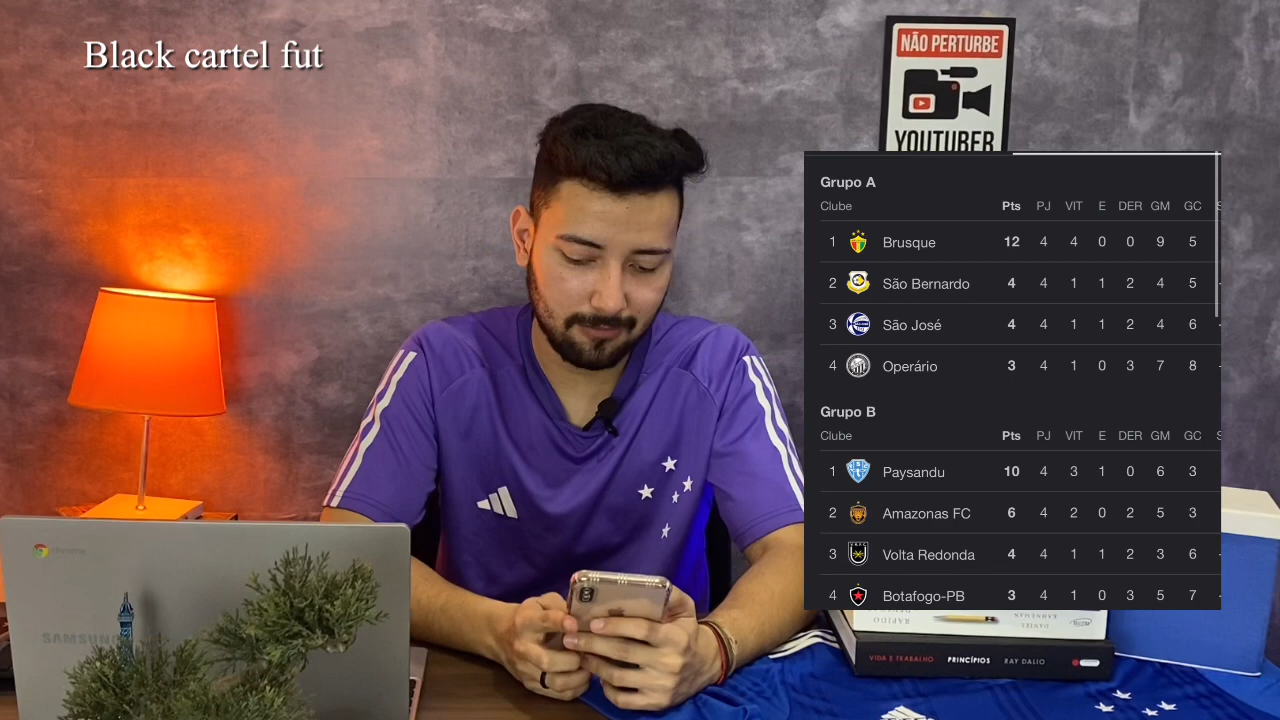 Black cartel fut
NÃO PERTURBE
YOUTUBER
Grupo A
Clube Pts PJ VIT E DER GM GC
1 Brusque 12 4 4 0 0 9 5
2 São Bernardo 4 4 1 1 2 4 5
3 São José 4 4 1 1 2 4 6
4 Operário 3 4 1 0 3 7 8
Grupo B
Clube Pts PJ VIT E DER GM GC
1 Paysandu 10 4 3 1 0 6 3
2 Amazonas FC 6 4 2 0 2 5 3
3 Volta Redonda 4 4 1 1 2 3 6
4 Botafogo-PB 3 4 1 0 3 5 7
chrome
SAMSUNG
RÁPIDO
DANIEL
KAHNEMAN
VIDA E TRABALHO PRINCÍPIOS RAY DALIO